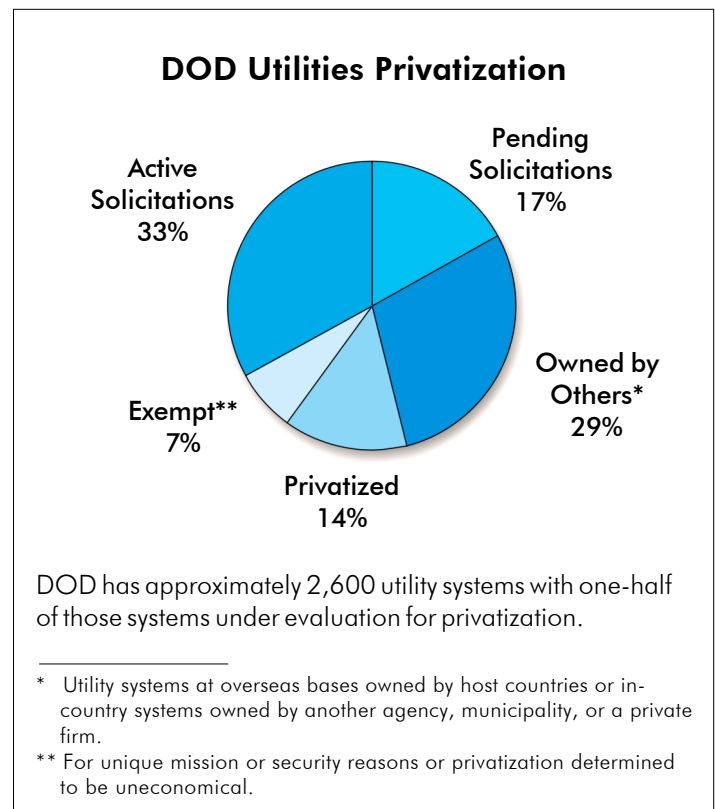 DOD Utilities Privatization
Pending
Solicitations
17%
Active
Solicitations
33%
Owned by
Others*
29%
Exempt**
7%
Privatized
14%
DOD has approximately 2,600 utility systems with one-half
of those systems under evaluation for privatization.
* Utility systems at overseas bases owned by host countries or in-
country systems owned by another agency, municipality, or a private
firm.
** For unique mission or security reasons or privatization determined
to be uneconomical.